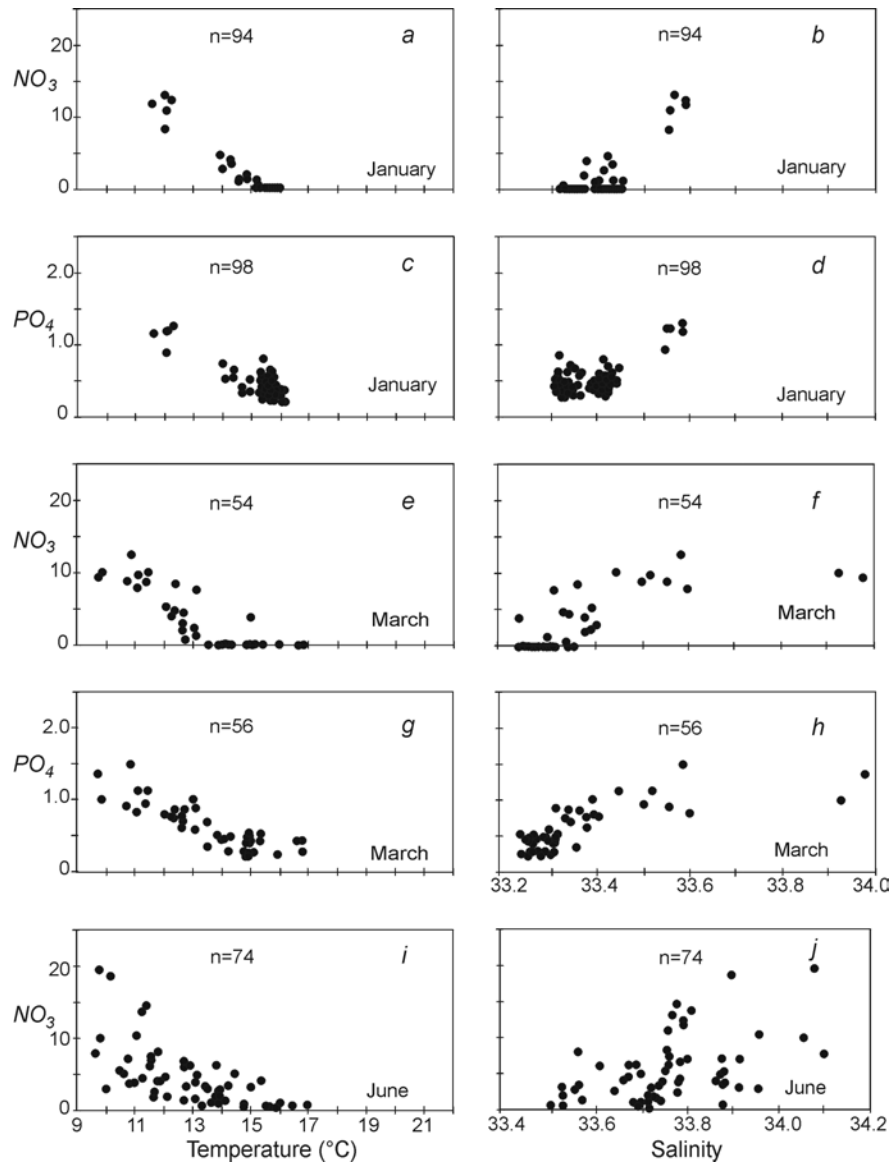 n=94 a n=94 b
20
NO3
10
0
January January
n=98 c n=98 d
2.0
PO4
1.0
0
January January
n=54 e n=54 f
20
NO3
10
0
March March
n=56 g n=56 h
2.0
PO4
1.0
0
March March
33.2 33.4 33.6 33.8 34.0
n=74 i n=74 j
20
NO3
10
0
June June
9 11 13 15 17 19 21 33.4 33.6 33.8 34.0 34.2
Temperature (°C) Salinity